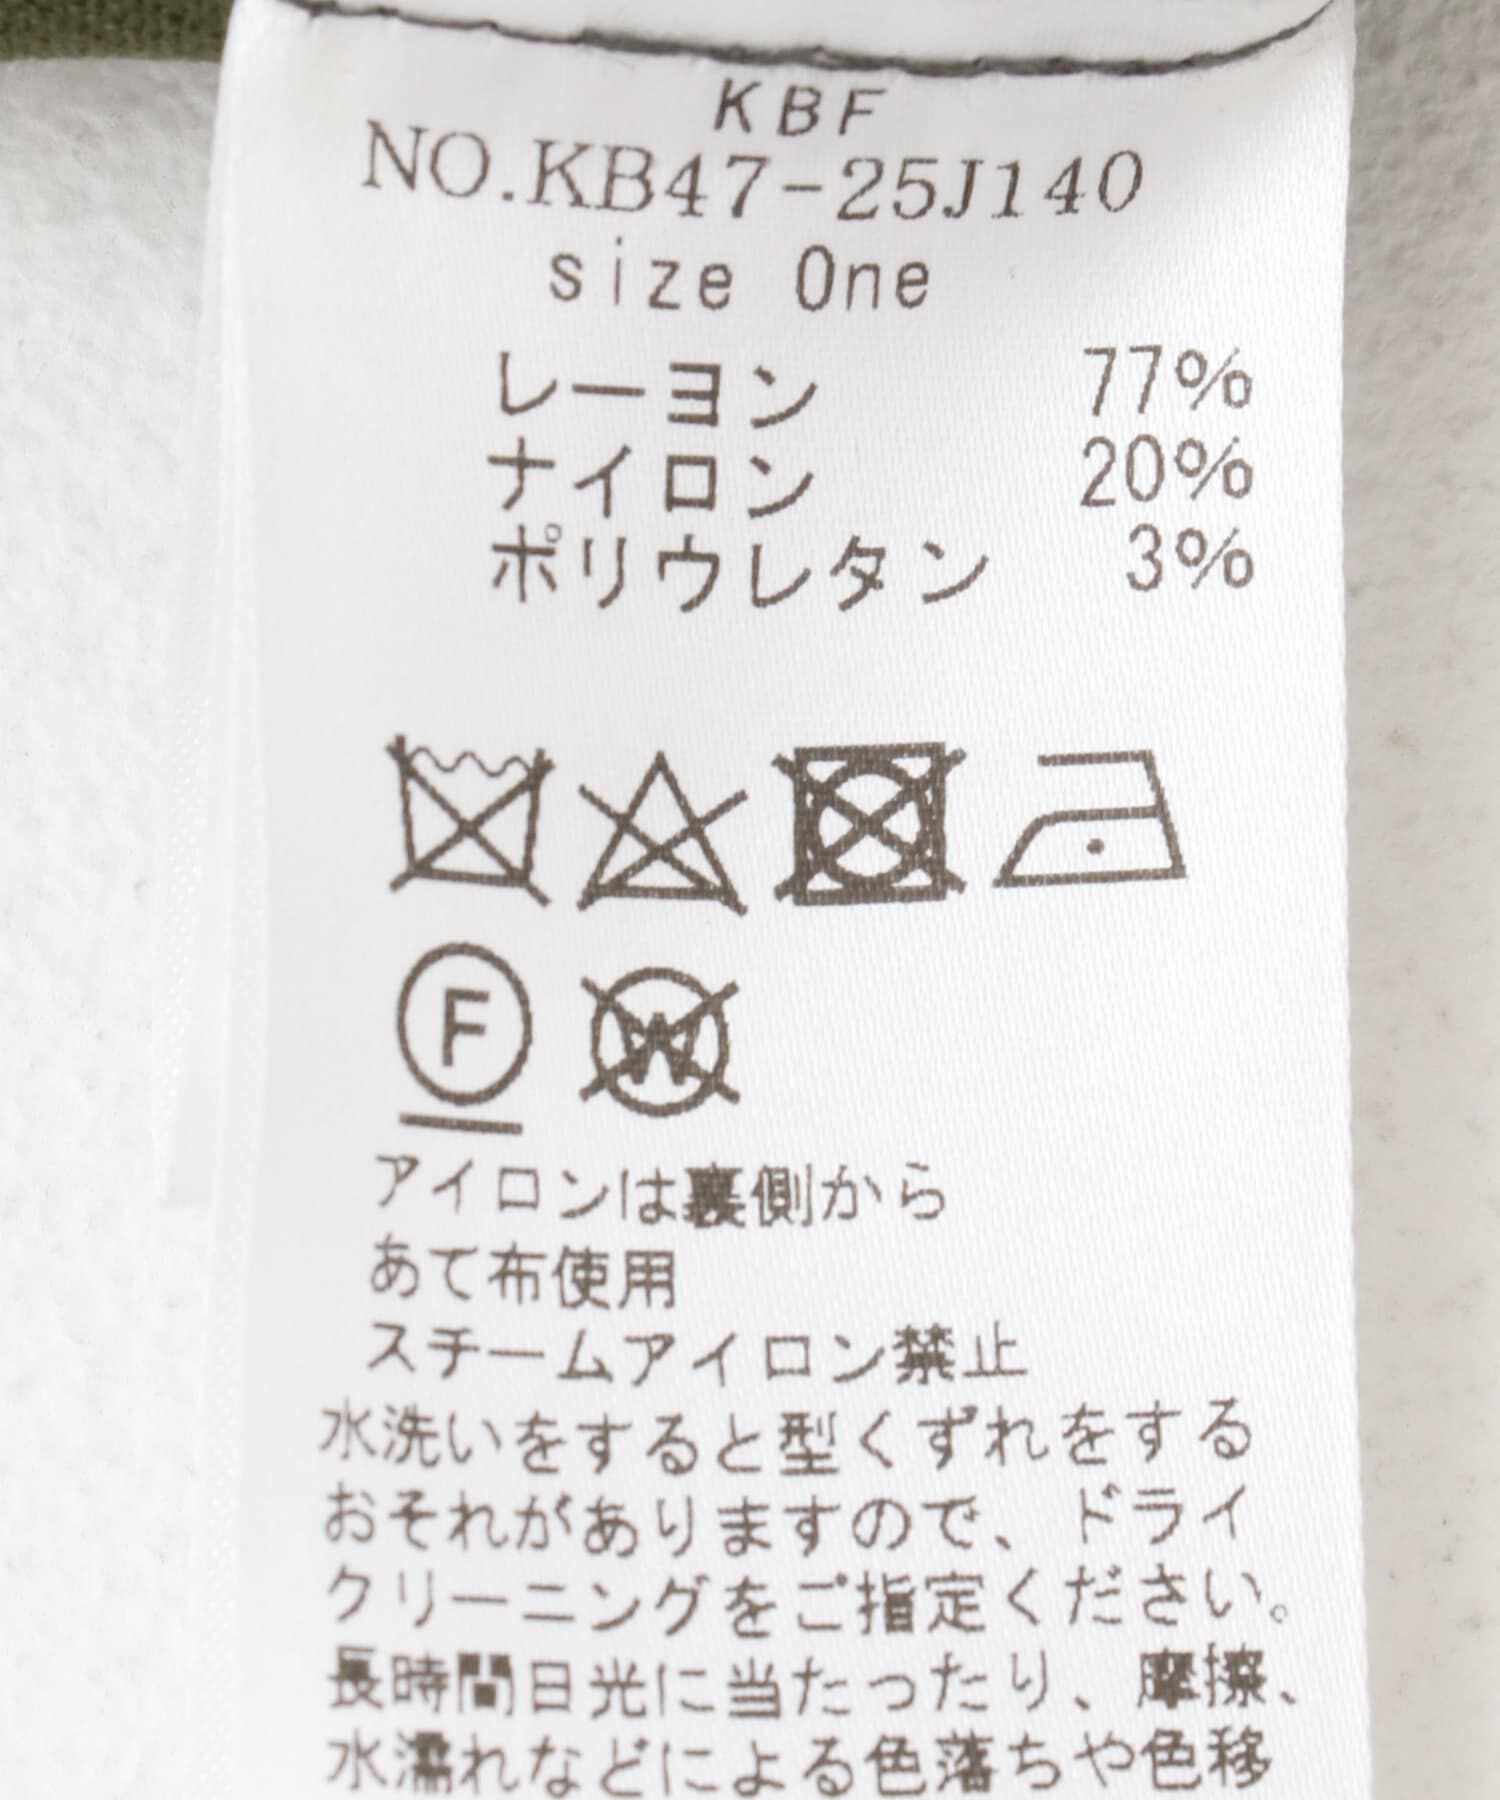 KBF
NO.KB47-25J140
size One
レーヨン 77%
ナイロン 20%
ポリウレタン 3%
F
W
アイロンは裏側から
あて布使用
スチームアイロン禁止
水洗いをすると型くずれをする
おそれがありますので、ドライ
クリーニングをご指定ください。
長時間日光に当たったり、摩擦、
水濡れなどによる色落ちや色移